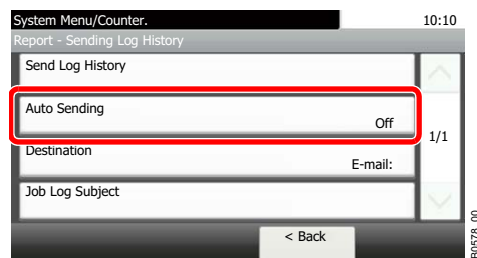 System Menu/Counter.
10:10
Report - Sending Log History
Send Log History
Auto Sending
Off
1/1
Destination
E-mail:
Job Log Subject
< Back
B0578_00